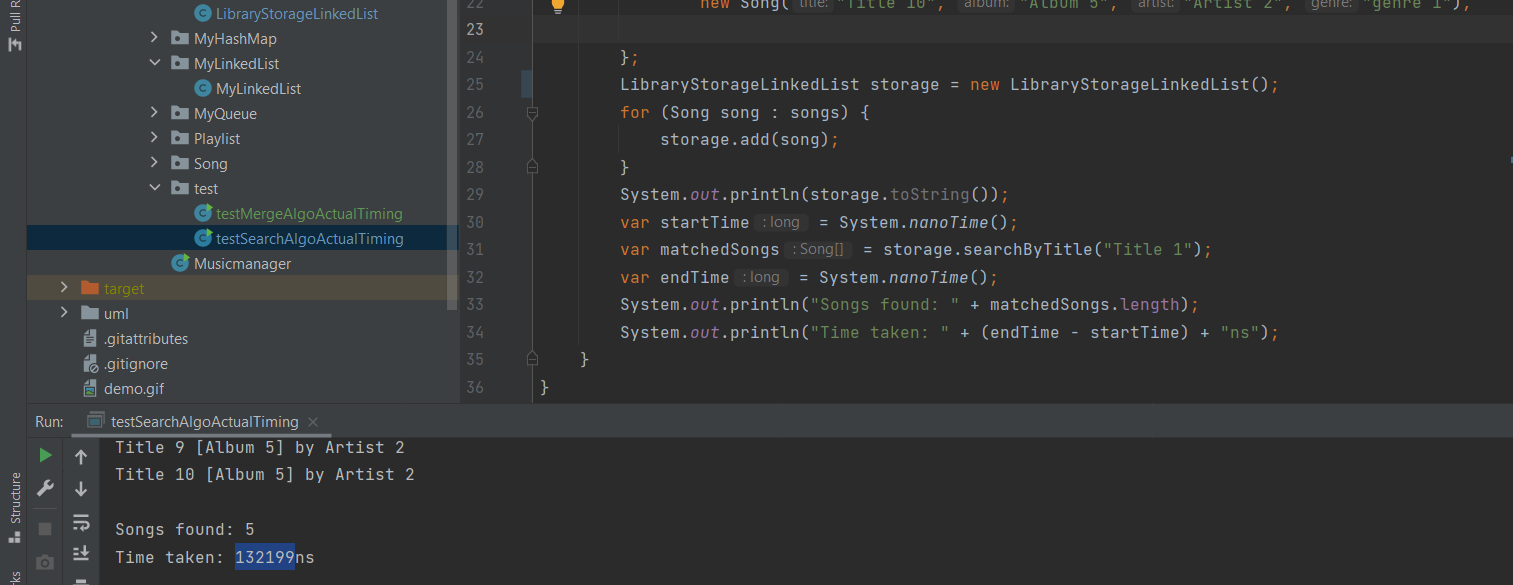 Pull R
LibraryStorageLinkedList
MyHashMap
MyLinkedList
MyLinkedList
MyQueue
Playlist
Song
test
testMergeAlgoActualTiming
testSearchAlgoActualTiming
Musicmanager
target
uml
.gitattributes
.gitignore
demo.gif
22 new Song( title: "Title 10", album: "Album 5", artist: "Artist 2", genre: "genre 1"),
23
24 };
25 LibraryStorageLinkedList storage = new LibraryStorageLinkedList();
26 for (Song song : songs) {
27 storage.add(song);
28 }
29 System.out.println(storage.toString());
30 var startTime : long = System.nanoTime();
31 var matchedSongs : Song[] = storage.searchByTitle("Title 1");
32 var endTime : long = System.nanoTime();
33 System.out.println("Songs found: " + matchedSongs.length);
34 System.out.println("Time taken: " + (endTime - startTime) + "ns");
35 }
36 }
Run: testSearchAlgoActualTiming
Title 9 [Album 5] by Artist 2
Title 10 [Album 5] by Artist 2
Songs found: 5
Time taken: 132199ns
Structure